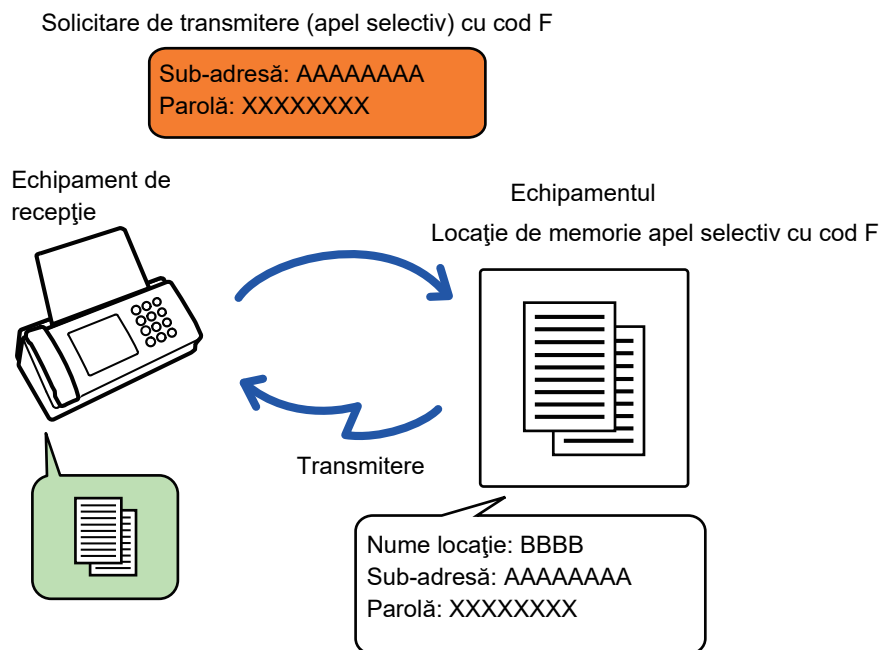 Solicitare de transmitere (apel selectiv) cu cod F
Sub-adresă: AAAAAAAA
Parolă: XXXXXXXX
Echipament de
recepţie
Echipamentul
Locaţie de memorie apel selectiv cu cod F
Transmitere
Nume locaţie: BBBB
Sub-adresă: AAAAAAAA
Parolă: XXXXXXXX